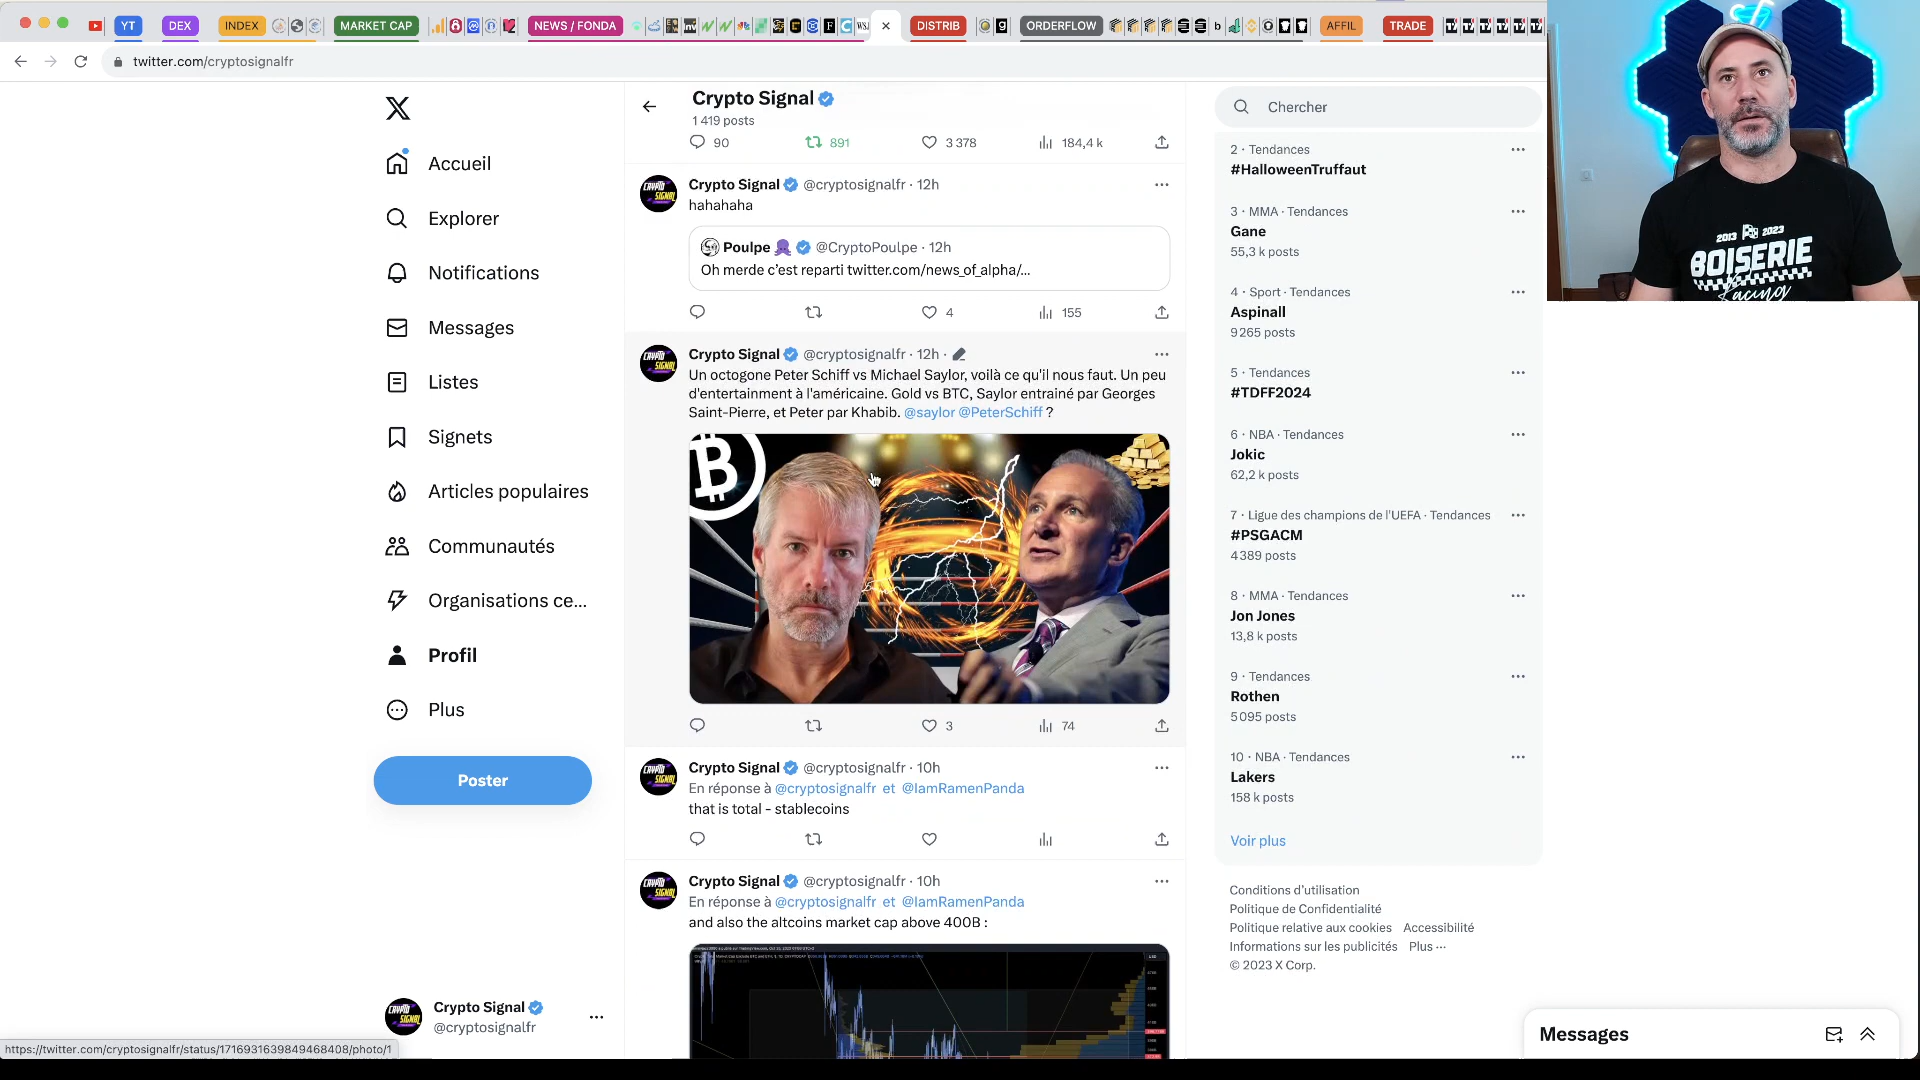 YT
DEX
INDEX
MARKET CAP
NEWS / FONDA
DISTRIB
ORDERFLOW
AFFIL
TRADE
twitter.com/cryptosignalfr
Accueil
Explorer
Notifications
Messages
Listes
Signets
Articles populaires
Communautés
Organisations ce...
Profil
Plus
Poster
Crypto Signal
@cryptosignalfr
https://twitter.com/cryptosignalfr/status/1716931639849468408/photo/1
Crypto Signal
1 419 posts
90 891 3 378 184,4 k
Crypto Signal @cryptosignalfr · 12h
hahahaha
Poulpe @CryptoPoulpe · 12h
Oh merde c'est reparti twitter.com/news_of_alpha/...
4 155
Crypto Signal @cryptosignalfr · 12h ·
Un octogone Peter Schiff vs Michael Saylor, voilà ce qu'il nous faut. Un peu
d'entertainment à l'américaine. Gold vs BTC, Saylor entrainé par Georges
Saint-Pierre, et Peter par Khabib. @saylor @PeterSchiff ?
3 74
Crypto Signal @cryptosignalfr · 10h
En réponse à @cryptosignalfr et @IamRamenPanda
that is total - stablecoins
Crypto Signal @cryptosignalfr · 10h
En réponse à @cryptosignalfr et @IamRamenPanda
and also the altcoins market cap above 400B :
Chercher
2 · Tendances
#HalloweenTruffaut
3 · MMA · Tendances
Gane
55,3 k posts
4 · Sport · Tendances
Aspinall
9 265 posts
5 · Tendances
#TDFF2024
6 · NBA · Tendances
Jokic
62,2 k posts
7 · Ligue des champions de l'UEFA · Tendances
#PSGACM
4 389 posts
8 · MMA · Tendances
Jon Jones
13,8 k posts
9 · Tendances
Rothen
5 095 posts
10 · NBA · Tendances
Lakers
158 k posts
Voir plus
Conditions d'utilisation
Politique de Confidentialité
Politique relative aux cookies Accessibilité
Informations sur les publicités Plus ...
© 2023 X Corp.
Messages
2013 2023
BOISERIE
Racing